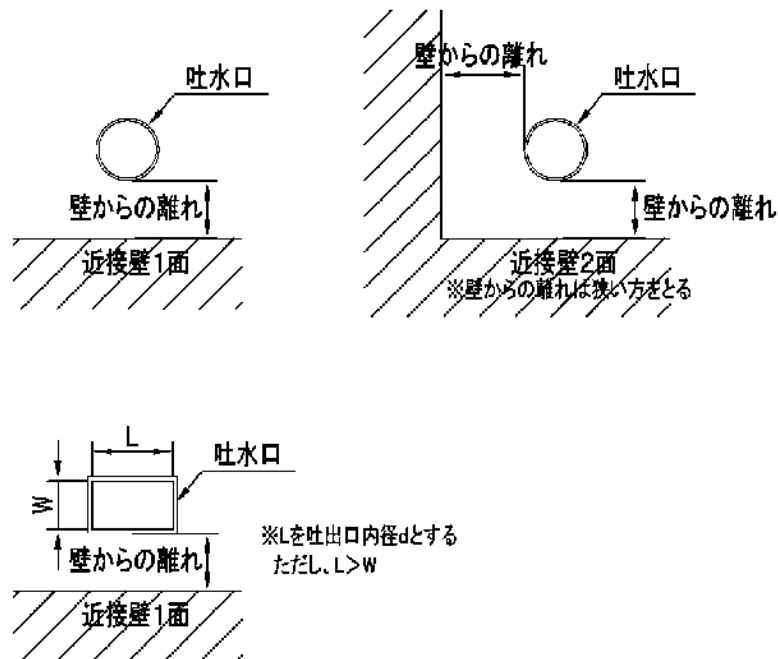 吐水口
壁からの離れ
近接壁1面
壁からの離れ
吐水口
壁からの離れ
近接壁2面
※壁からの離れは狭い方をとる
L
吐水口
W
壁からの離れ
近接壁1面
※Lを吐出口内径dとする
ただし、L>W